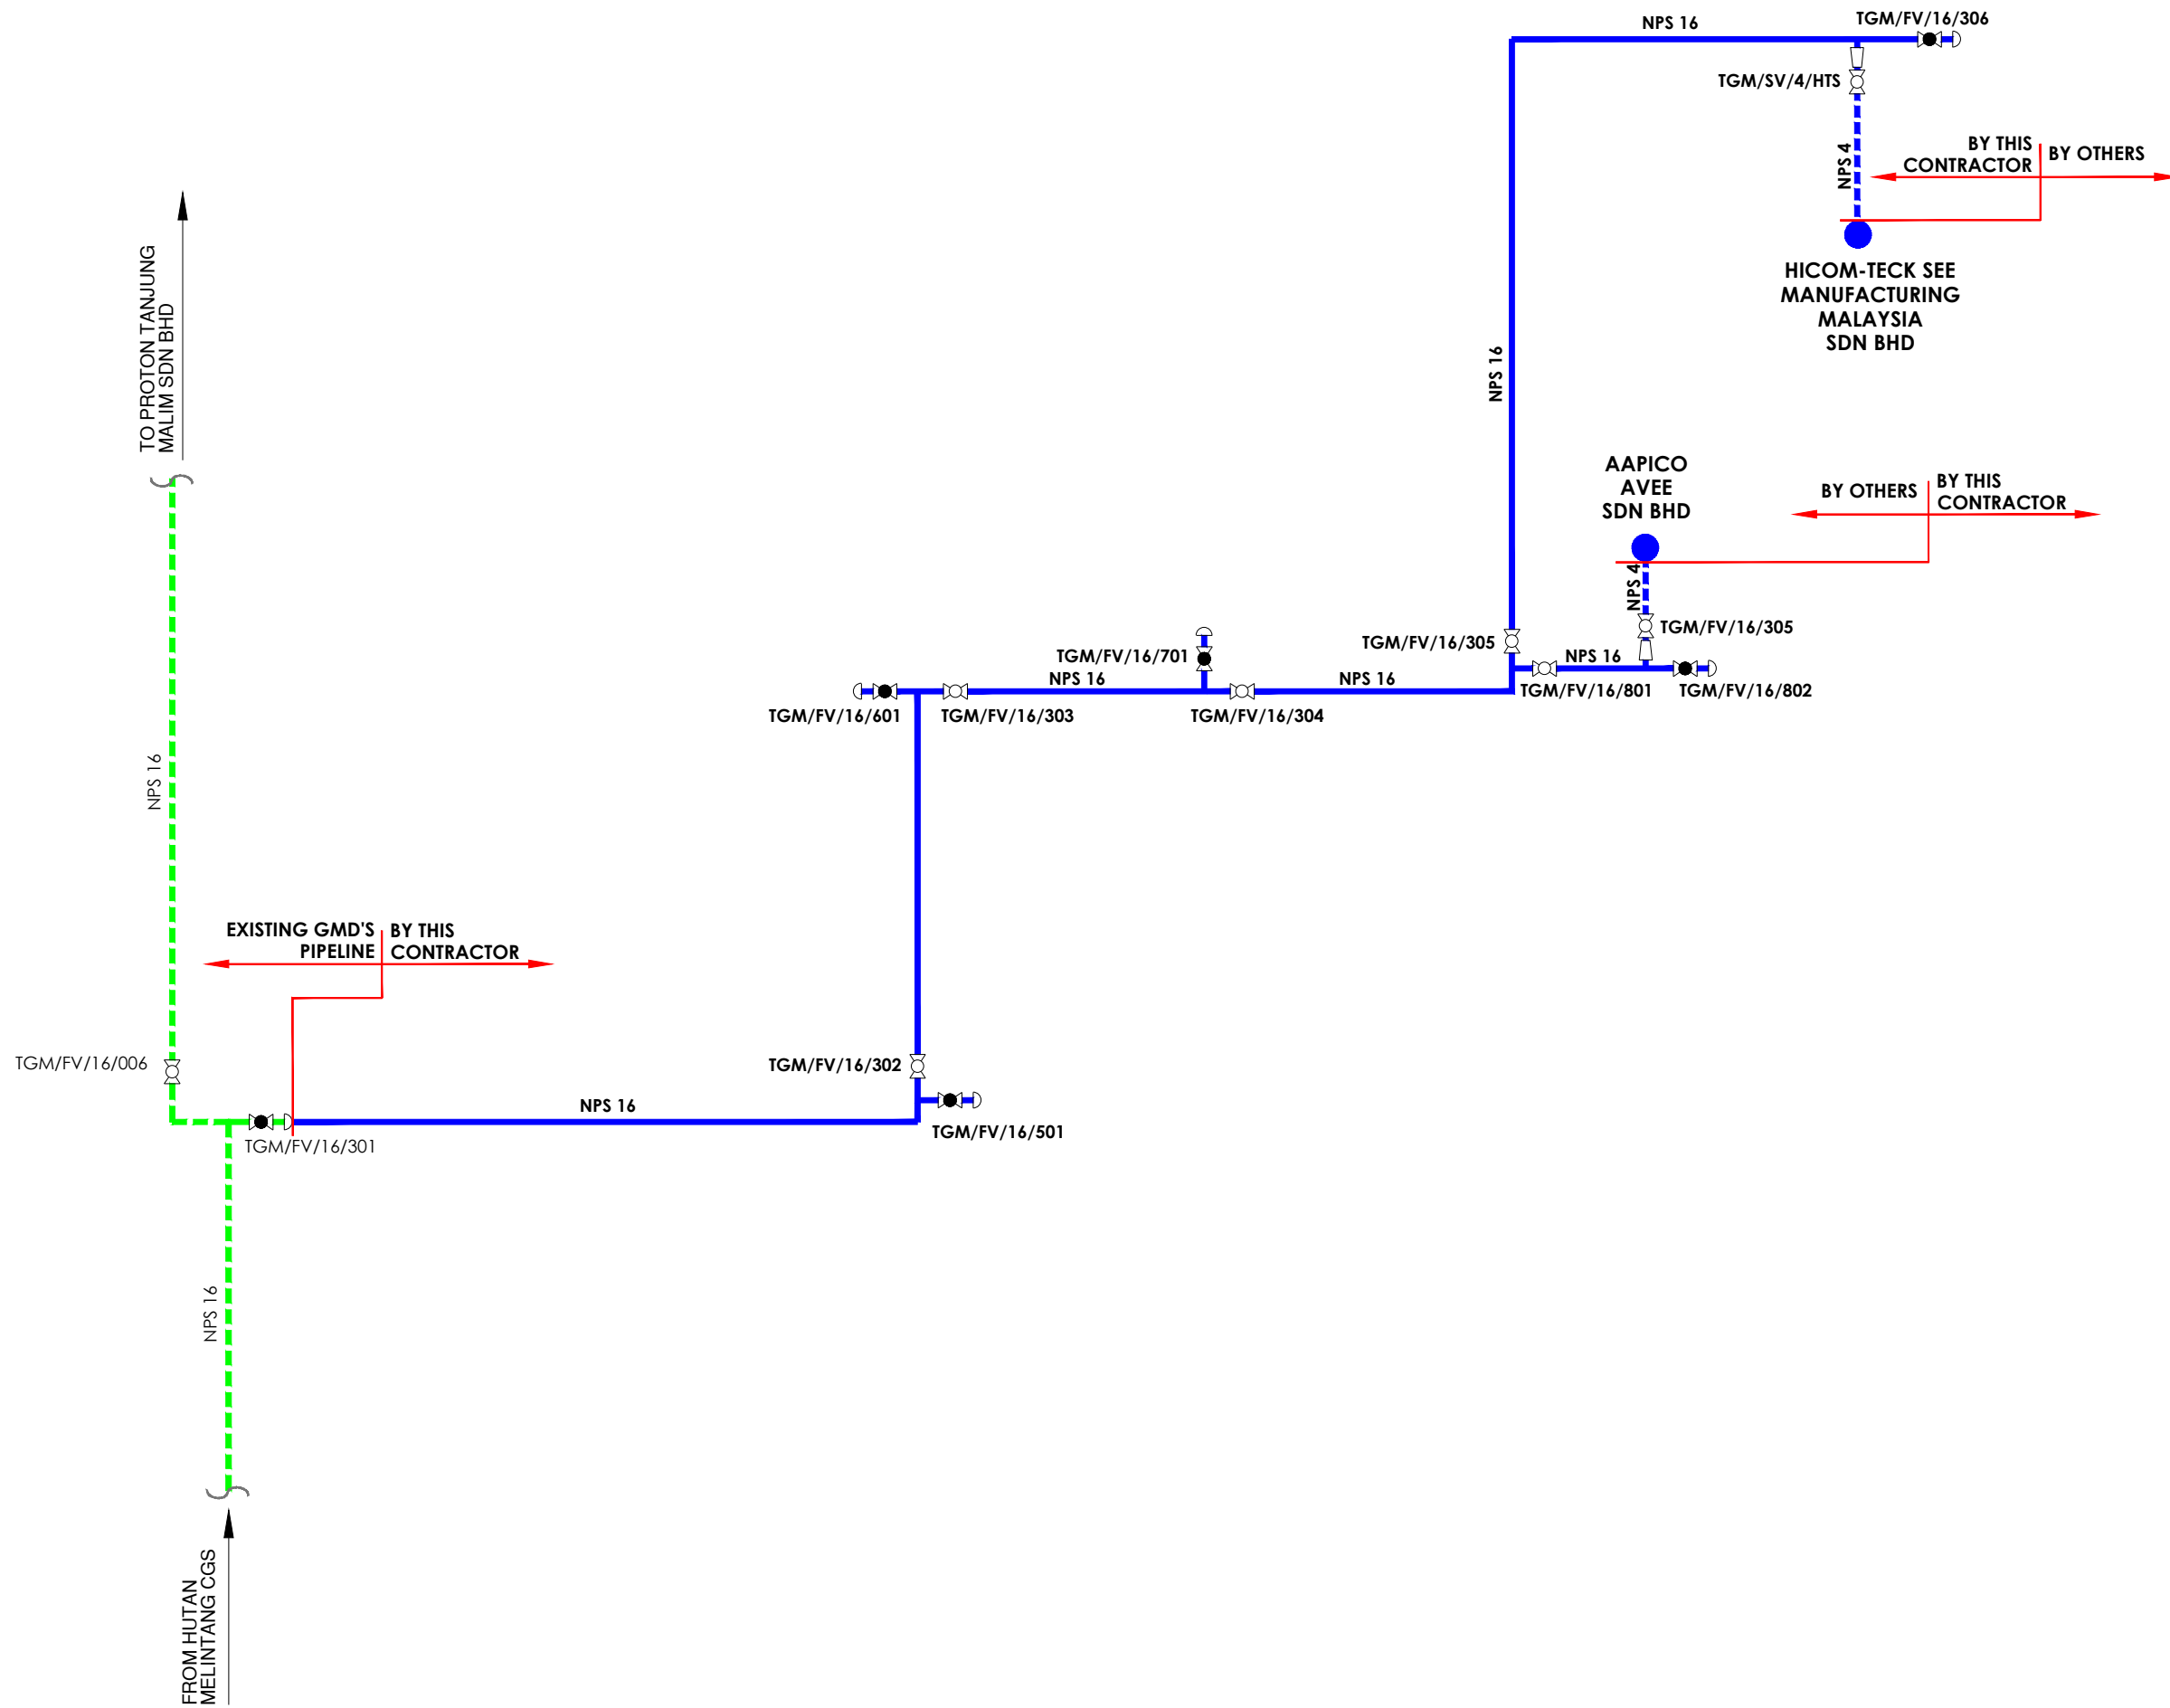 NPS 16
TGM/FV/16/306
TGM/SV/4/HTS
NPS 4
BY THIS
CONTRACTOR
BY OTHERS
HICOM-TECK SEE
MANUFACTURING
MALAYSIA
SDN BHD
TO PROTON TANJUNG
MALIM SDN BHD
NPS 16
AAPICO
AVEE
SDN BHD
BY OTHERS
BY THIS
CONTRACTOR
NPS 4
TGM/FV/16/305
TGM/FV/16/305
NPS 16
TGM/FV/16/801
TGM/FV/16/802
TGM/FV/16/701
NPS 16
NPS 16
TGM/FV/16/601
TGM/FV/16/303
TGM/FV/16/304
NPS 16
EXISTING GMD'S
PIPELINE
BY THIS
CONTRACTOR
TGM/FV/16/006
TGM/FV/16/302
NPS 16
TGM/FV/16/501
TGM/FV/16/301
NPS 16
FROM HUTAN
MELINTANG CGS